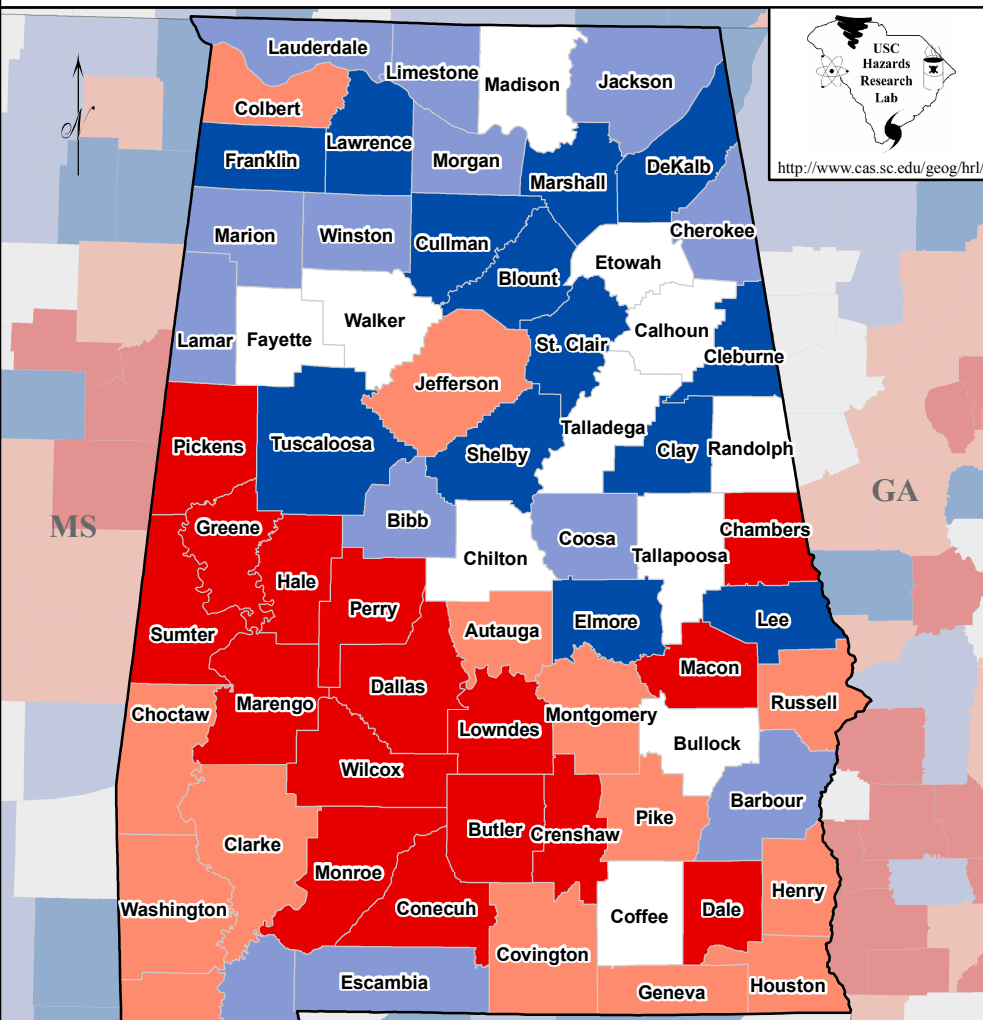 USC
Hazards
Research
Lab
http://www.cas.sc.edu/geog/hrl/
N
Lauderdale
Limestone
Madison
Jackson
Colbert
Lawrence
Franklin
Morgan
Marshall
DeKalb
Marion
Winston
Cullman
Cherokee
Blount
Etowah
Lamar
Fayette
Walker
St. Clair
Calhoun
Cleburne
Jefferson
Pickens
Tuscaloosa
Shelby
Talladega
Clay
Randolph
MS
GA
Greene
Bibb
Chilton
Coosa
Tallapoosa
Chambers
Hale
Perry
Sumter
Autauga
Elmore
Lee
Macon
Dallas
Marengo
Choctaw
Lowndes
Montgomery
Russell
Bullock
Wilcox
Barbour
Butler
Crenshaw
Pike
Clarke
Monroe
Washington
Conecuh
Coffee
Dale
Henry
Covington
Escambia
Geneva
Houston